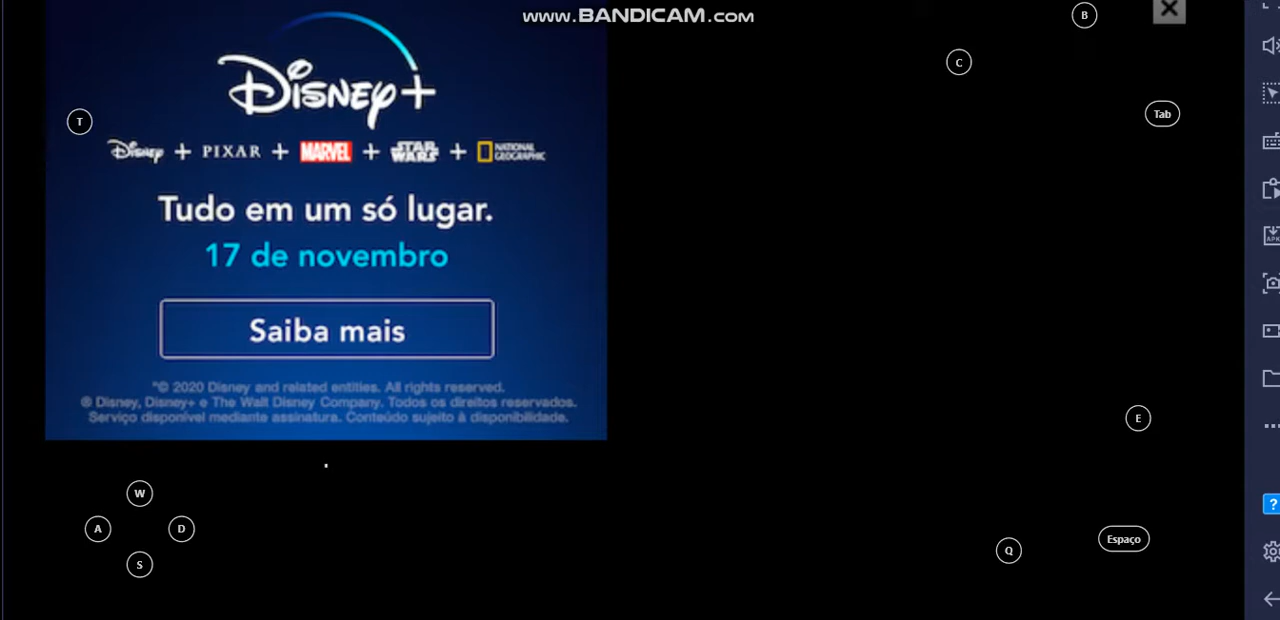 www.BANDICAM.com
B
C
Disney+
T
Tab
Disney + PIXAR + MARVEL + STAR WARS + NATIONAL GEOGRAPHIC
Tudo em um só lugar.
17 de novembro
APK
Saiba mais
"© 2020 Disney and related entities. All rights reserved.
® Disney, Disney+ e The Walt Disney Company. Todos os direitos reservados.
Serviço disponível mediante assinatura. Conteúdo sujeito à disponibilidade.
E
W
?
A
D
Q
Espaço
S